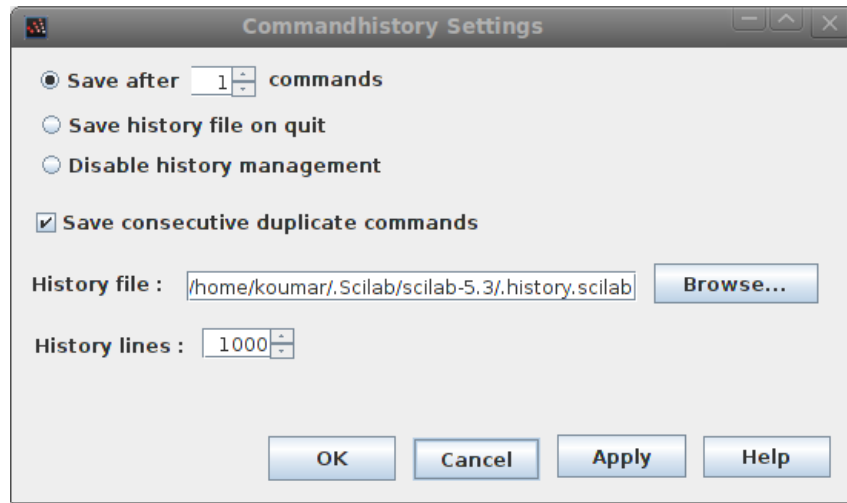 Commandhistory Settings
Save after 1 commands
Save history file on quit
Disable history management
Save consecutive duplicate commands
History file : /home/koumar/.Scilab/scilab-5.3/.history.scilab Browse...
History lines : 1000
OK Cancel Apply Help